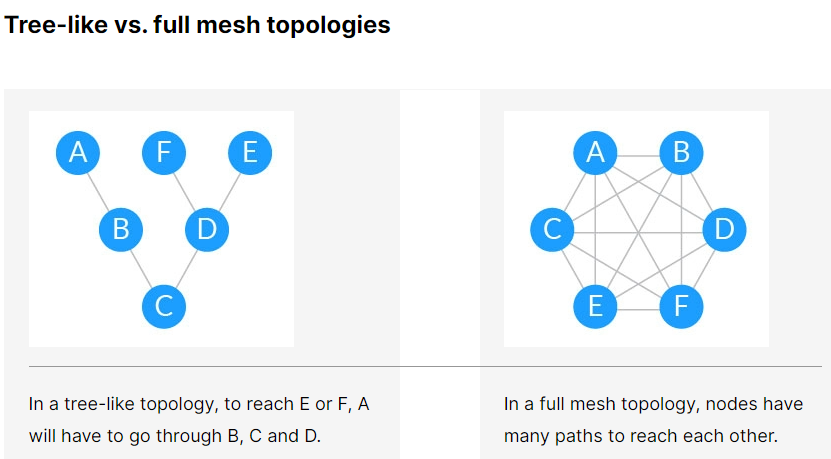 Tree-like vs. full mesh topologies
A F E
B D
C
In a tree-like topology, to reach E or F, A
will have to go through B, C and D.
A B
C D
E F
In a full mesh topology, nodes have
many paths to reach each other.